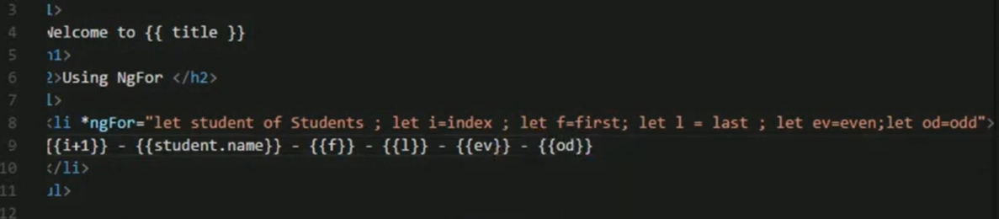 3 l>
4 Welcome to {{ title }}
5 h1>
6 2>Using NgFor </h2>
7 l>
8 <li *ngFor="let student of Students ; let i=index ; let f=first; let l = last ; let ev=even;let od=odd">
9 {{i+1}} - {{student.name}} - {{f}} - {{l}} - {{ev}} - {{od}}
10 </li>
11 ul>
12